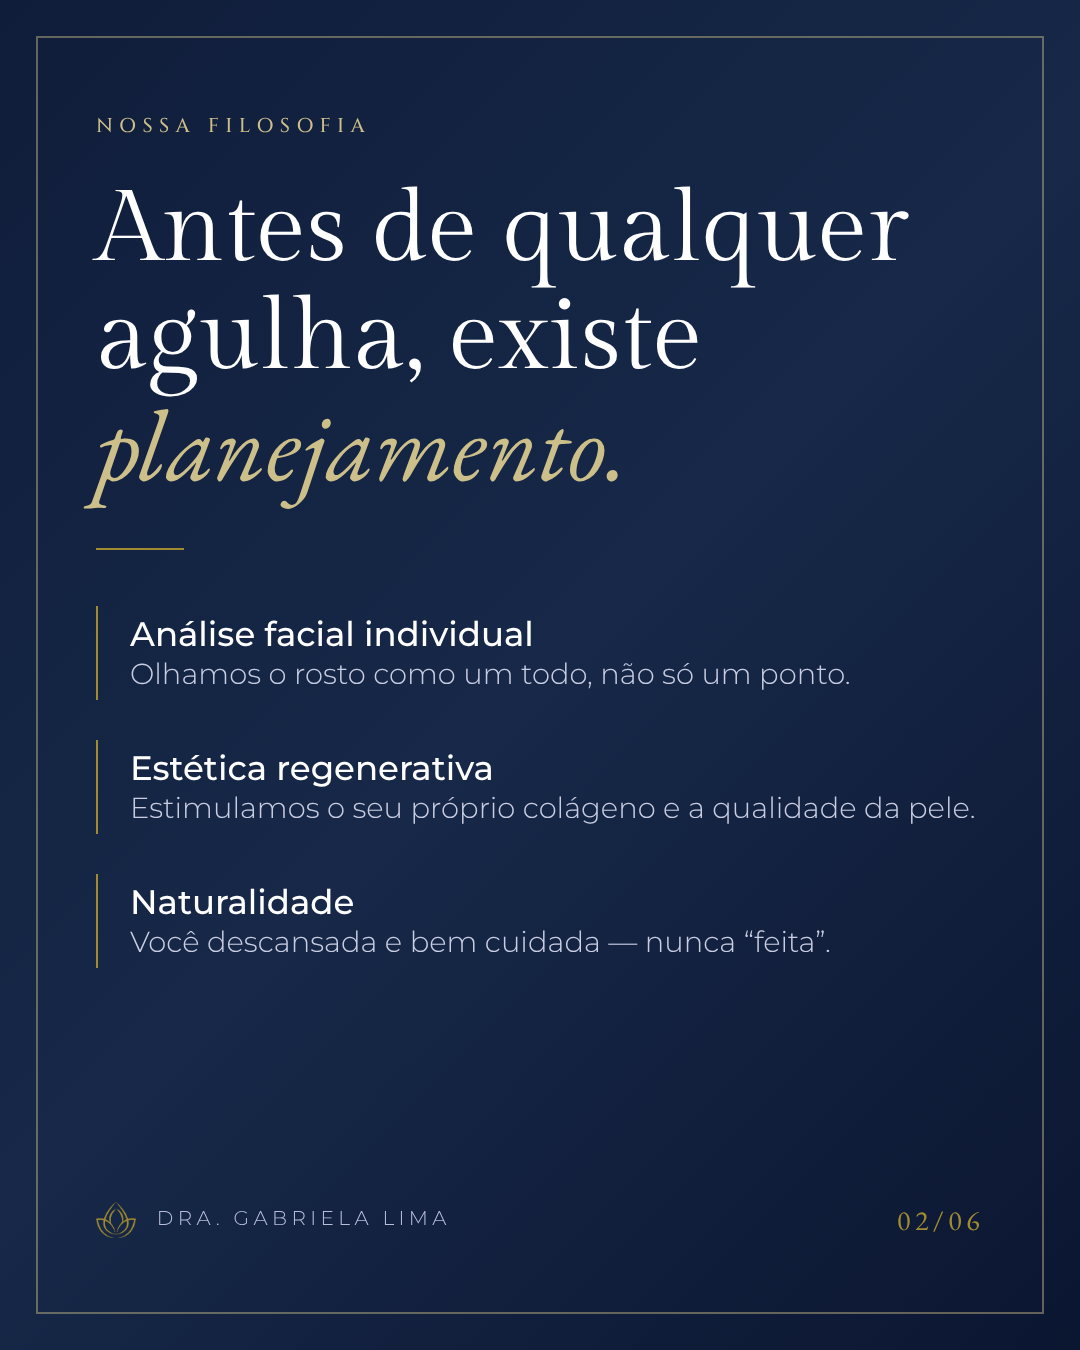 NOSSA FILOSOFIA
Antes de qualquer
agulha, existe
planejamento.
Análise facial individual
Olhamos o rosto como um todo, não só um ponto.
Estética regenerativa
Estimulamos o seu próprio colágeno e a qualidade da pele.
Naturalidade
Você descansada e bem cuidada — nunca “feita”.
DRA. GABRIELA LIMA
02/06